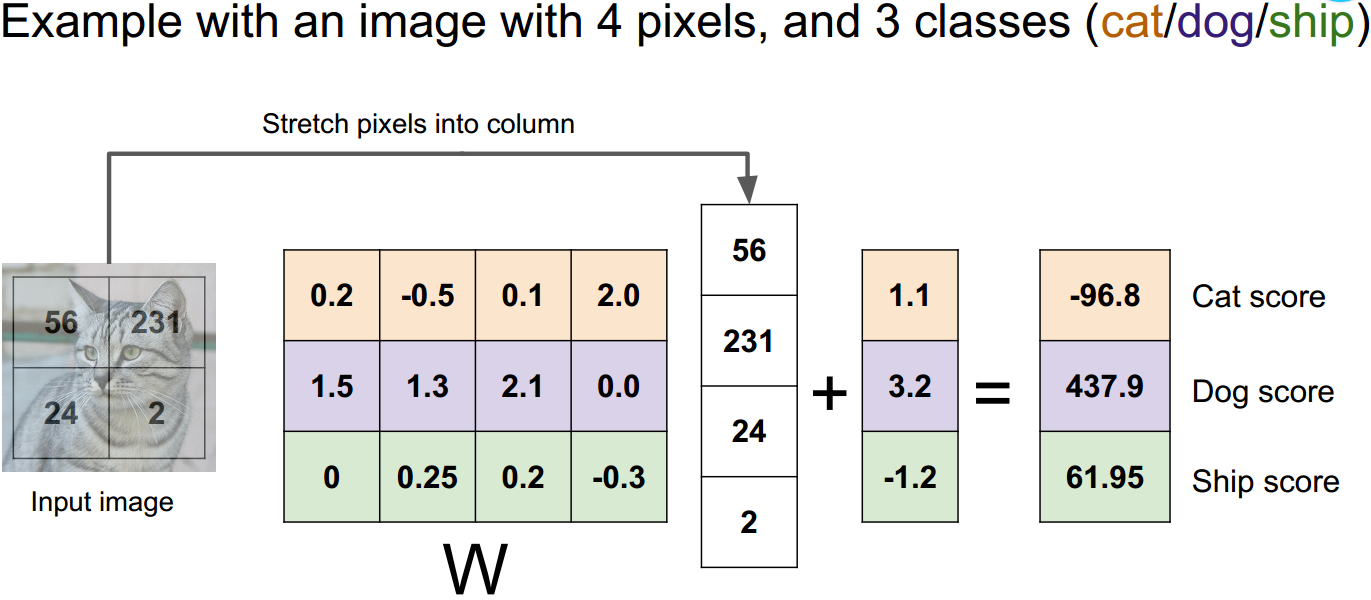 Example with an image with 4 pixels, and 3 classes (cat/dog/ship)
Stretch pixels into column
56 231
24 2
Input image
0.2 -0.5 0.1 2.0
1.5 1.3 2.1 0.0
0 0.25 0.2 -0.3
W
56
231
24
2
+
1.1
3.2
-1.2
=
-96.8 Cat score
437.9 Dog score
61.95 Ship score